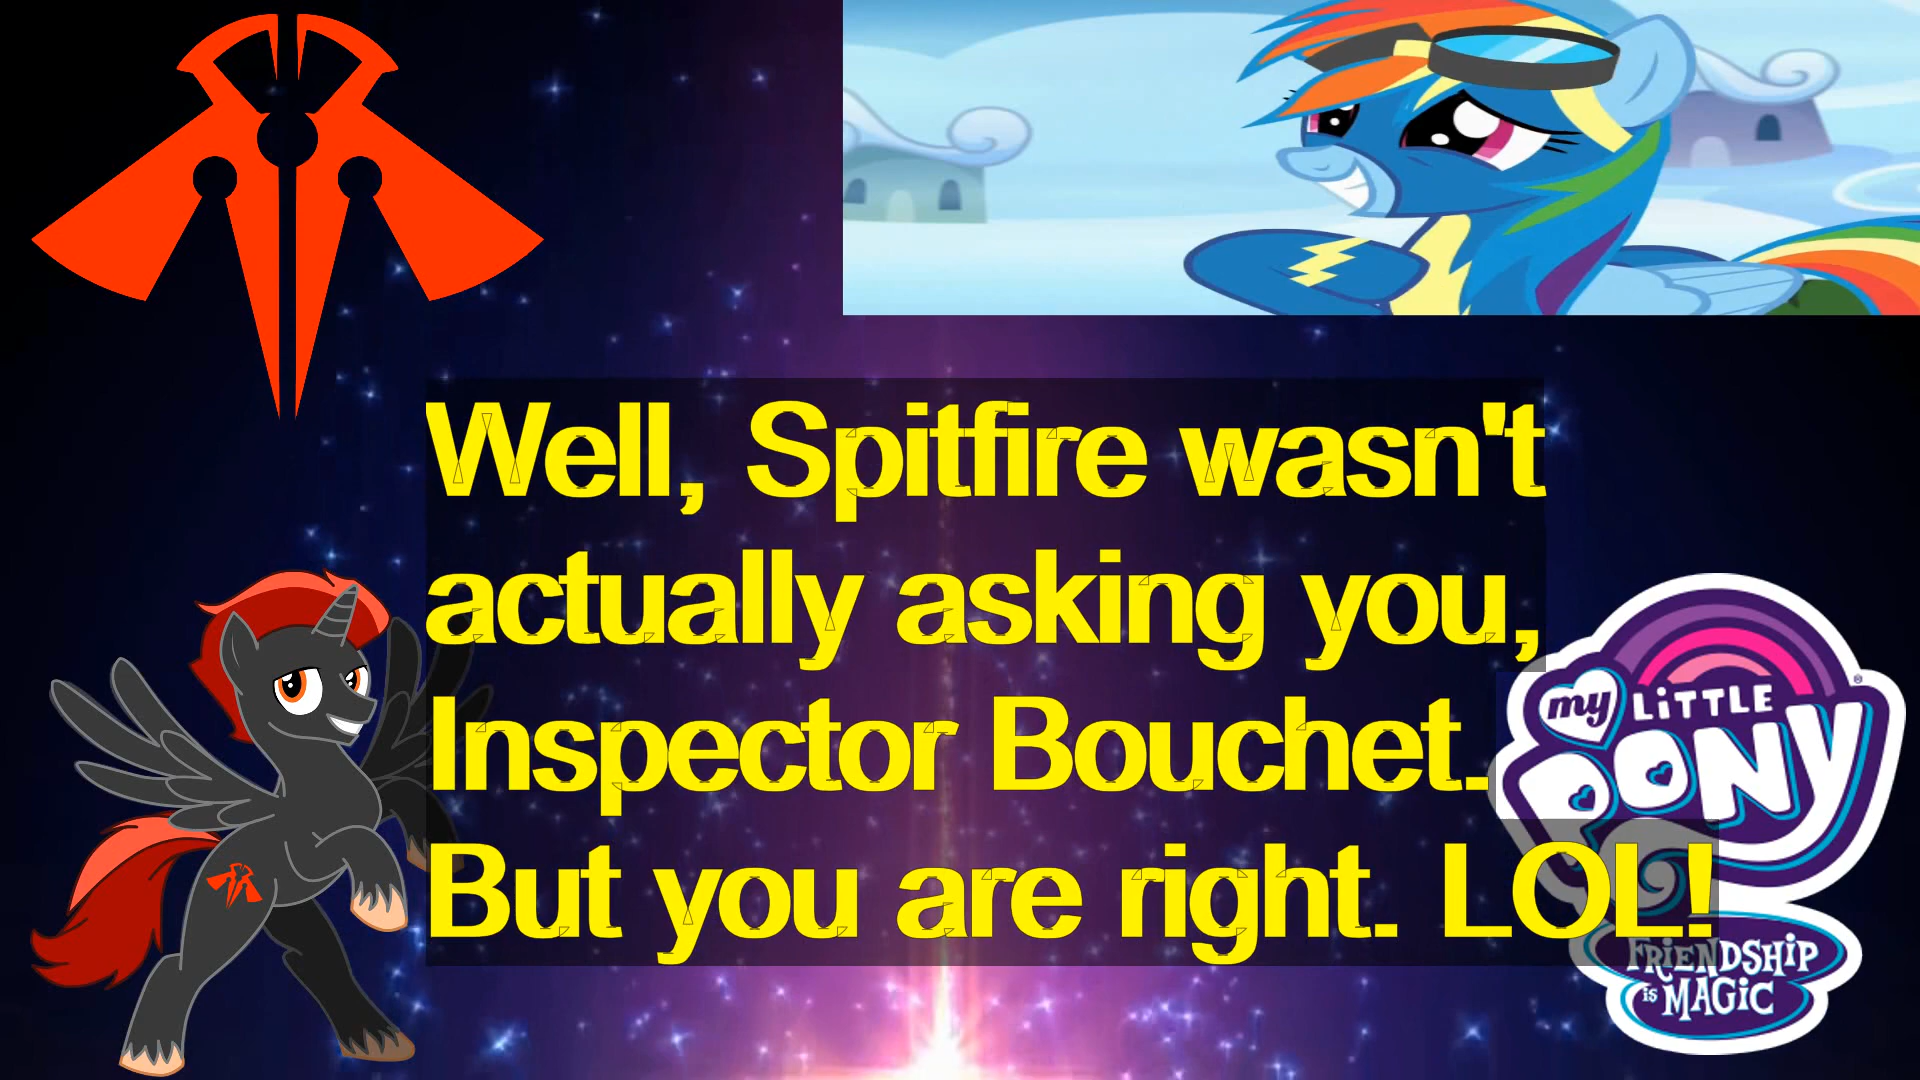 Well, Spitfire wasn't
actually asking you,
Inspector Bouchet.
But you are right. LOL!
my LiTTLE
PONY
®
FRiENDSHiP
iS MAGiC